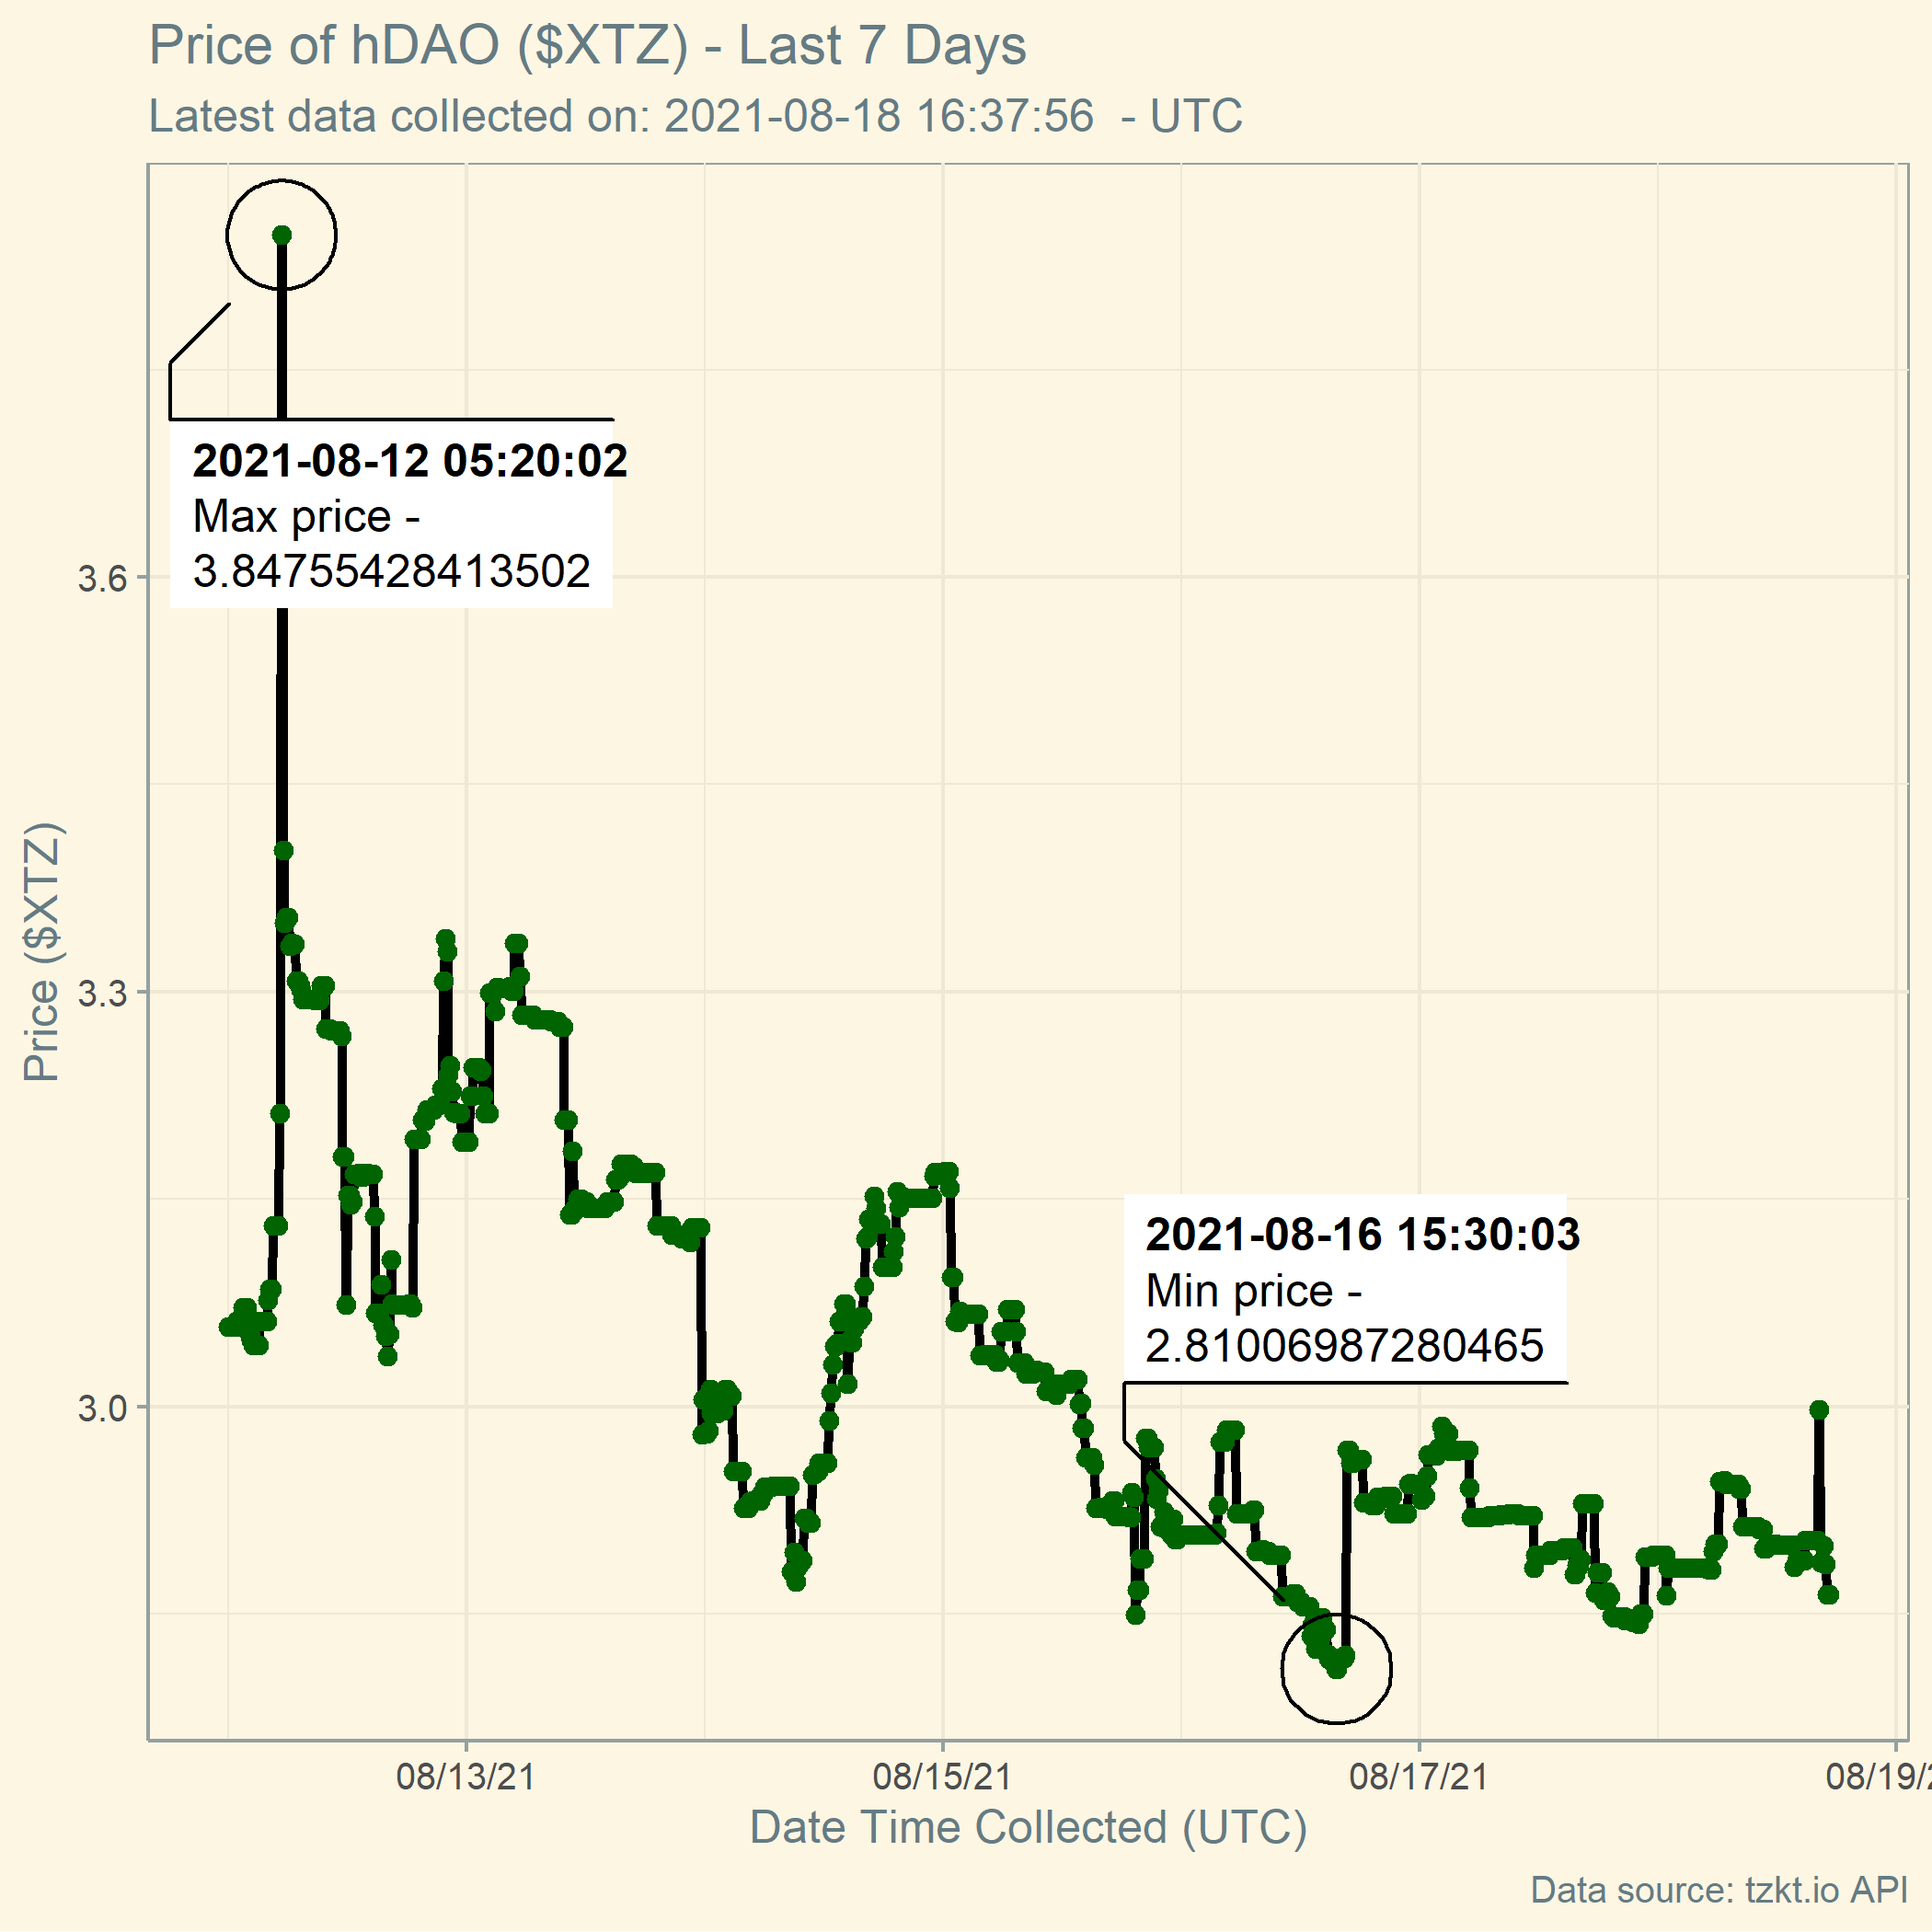 Price of hDAO ($XTZ) - Last 7 Days
Latest data collected on: 2021-08-18 16:37:56  - UTC
2021-08-12 05:20:02
Max price -
3.84755428413502
3.6
3.3
3.0
Price ($XTZ)
2021-08-16 15:30:03
Min price -
2.81006987280465
08/13/21
08/15/21
08/17/21
08/19/2
Date Time Collected (UTC)
Data source: tzkt.io API